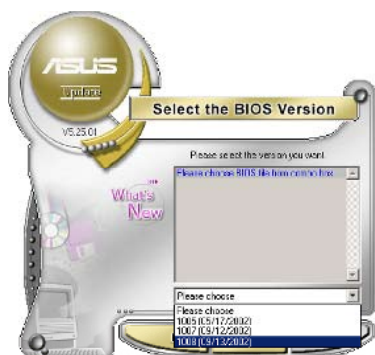 ASUS
Update
V5.25.01
Select the BIOS Version
Please select the version you want
What's
New
Please choose BIOS file from combo box
Please choose
Please choose
1005 (05/17/2002)
1007 (09/12/2002)
1008 (09/13/2002)